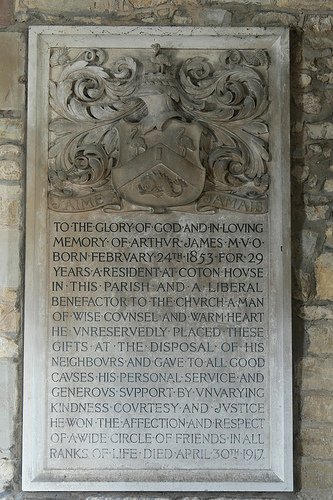 J'AIME JAMAIS
TO THE GLORY OF GOD AND IN LOVING
MEMORY OF ARTHVR JAMES M·V·O·
BORN FEBRVARY 24TH 1853 FOR 29
YEARS A RESIDENT AT COTON HOVSE
IN THIS PARISH AND A LIBERAL
BENEFACTOR TO THE CHVRCH A MAN
OF WISE COVNSEL AND WARM HEART
HE VNRESERVEDLY PLACED THESE
GIFTS AT THE DISPOSAL OF HIS
NEIGHBOVRS AND GAVE TO ALL GOOD
CAVSES HIS PERSONAL SERVICE AND
GENEROVS SVPPORT BY VNVARYING
KINDNESS COVRTESY AND JVSTICE
HE WON THE AFFECTION AND RESPECT
OF A WIDE CIRCLE OF FRIENDS IN ALL
RANKS OF LIFE DIED APRIL 30TH 1917